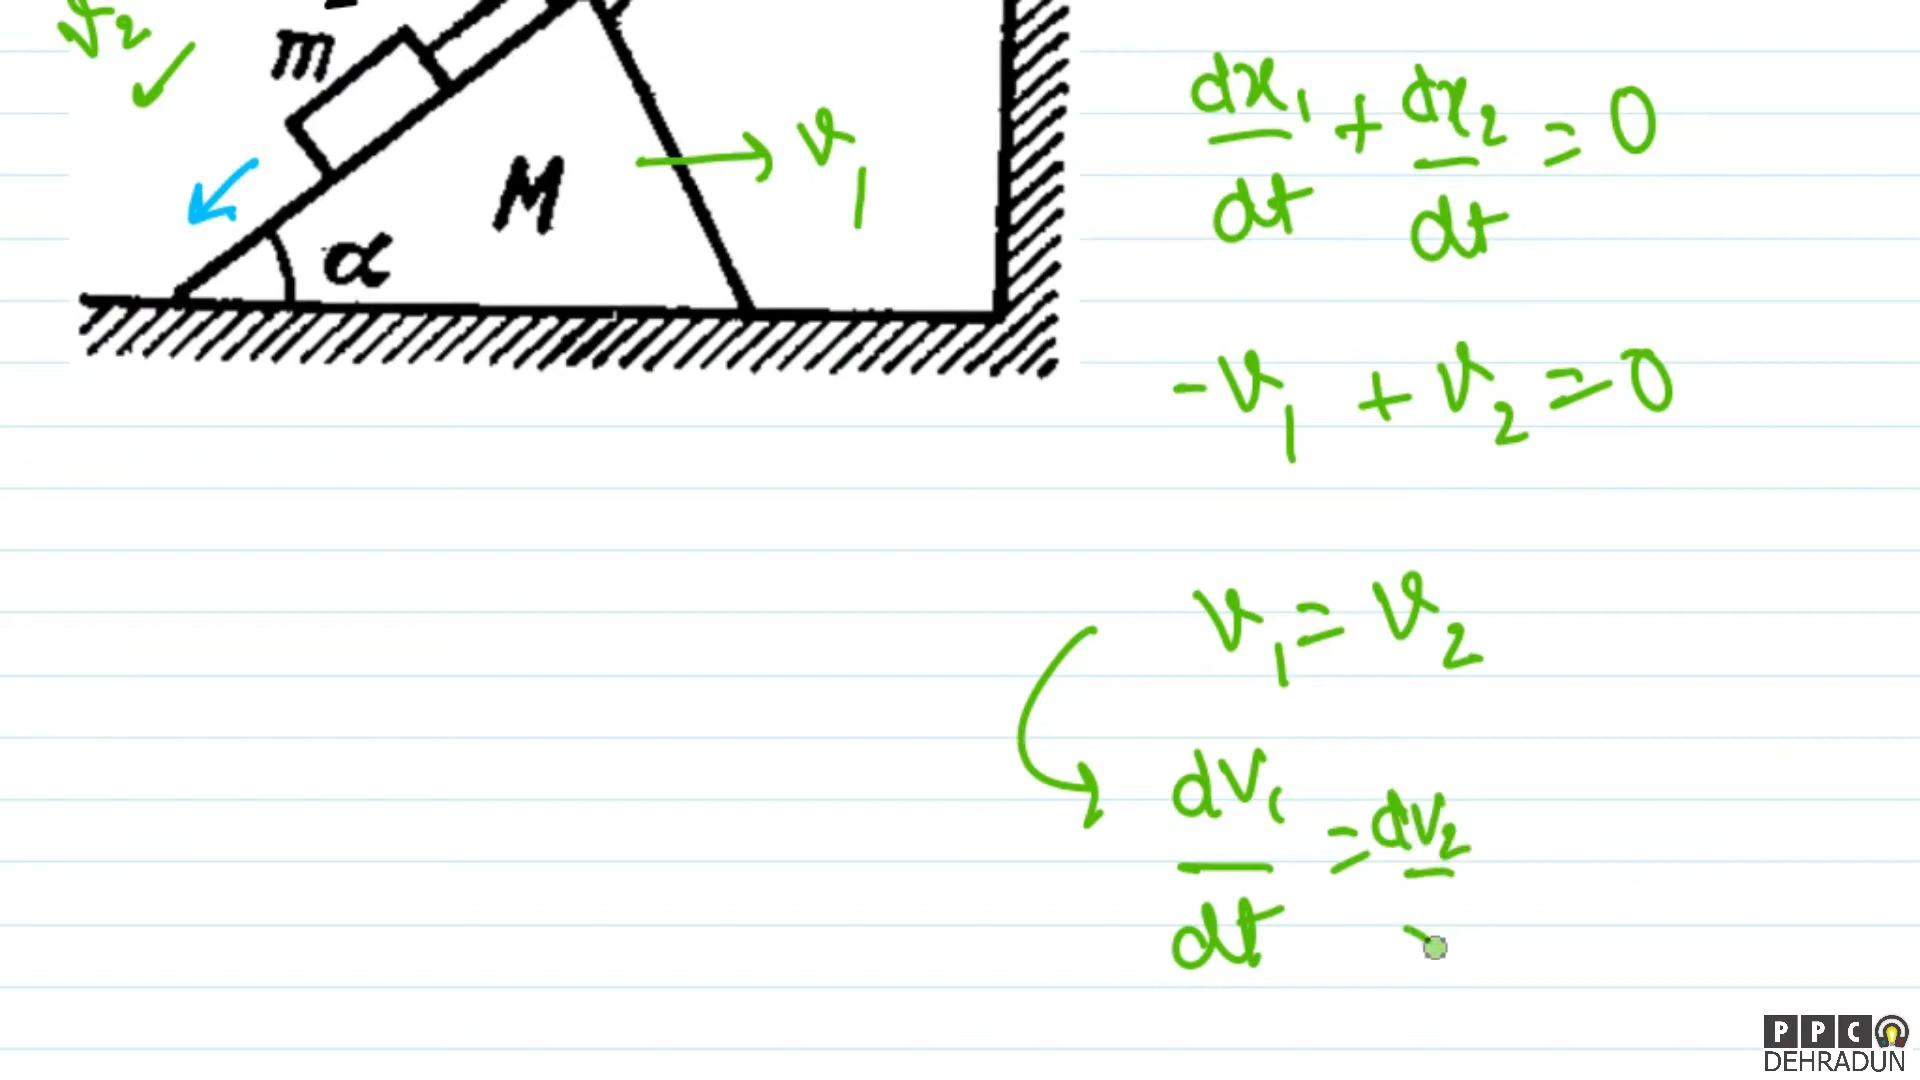 v₂
m
M
α
v₁
dx₁/dt + dx₂/dt = 0
-v₁ + v₂ = 0
v₁ = v₂
dv₁/dt = dv₂
PPC
DEHRADUN